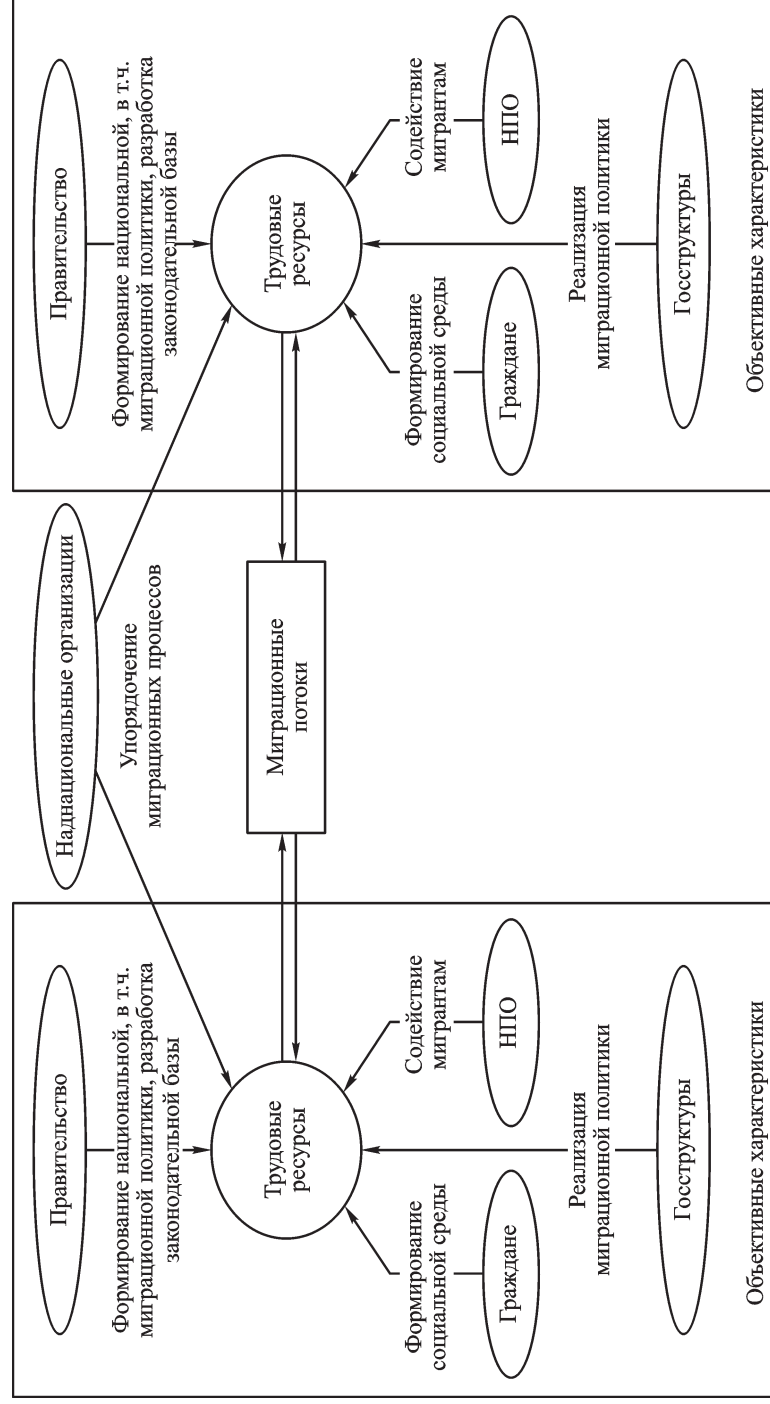 Наднациональные организации
Упорядочение
миграционных процессов
Миграционные
потоки
Правительство
Формирование национальной, в т.ч.
миграционной политики, разработка
законодательной базы
Трудовые
ресурсы
Формирование
социальной среды
Содействие
мигрантам
Граждане
НПО
Реализация
миграционной политики
Госструктуры
Объективные характеристики
Правительство
Формирование национальной, в т.ч.
миграционной политики, разработка
законодательной базы
Трудовые
ресурсы
Формирование
социальной среды
Содействие
мигрантам
Граждане
НПО
Реализация
миграционной политики
Госструктуры
Объективные характеристики